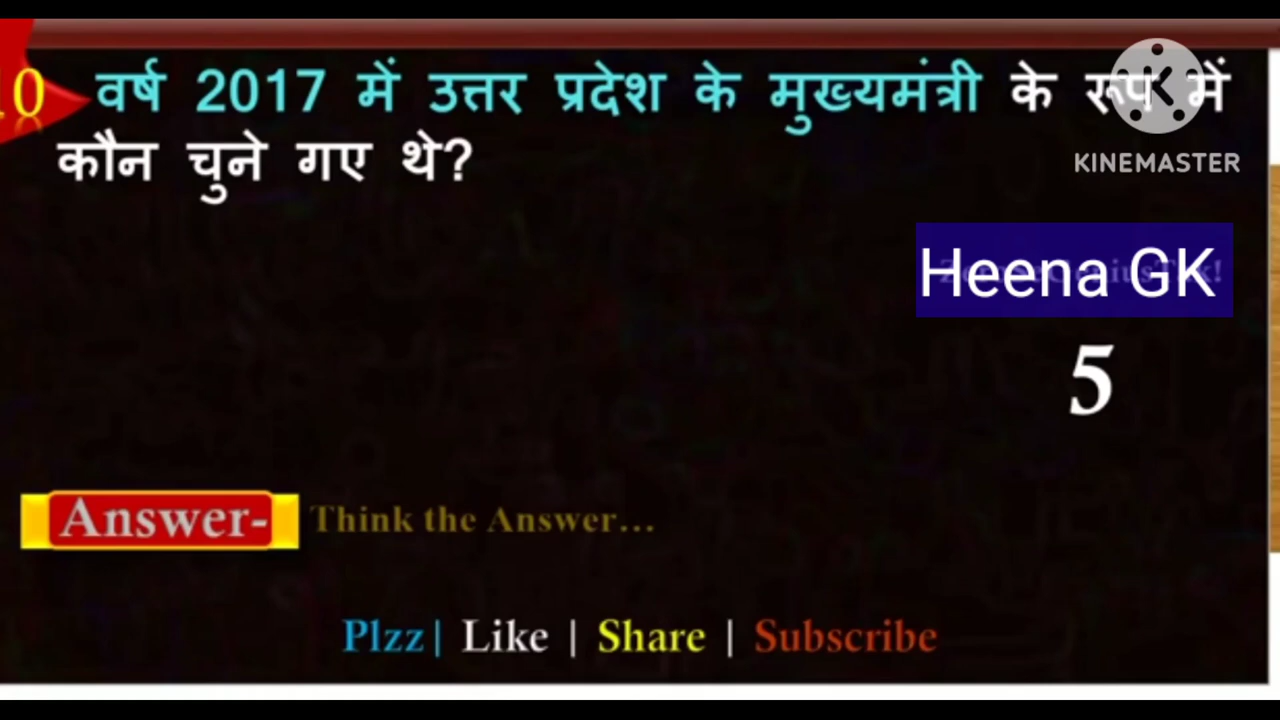 10 वर्ष 2017 में उत्तर प्रदेश के मुख्यमंत्री के रूप में
कौन चुने गए थे?
KINEMASTER
Heena GK
5
Answer- Think the Answer...
Plzz| Like | Share | Subscribe